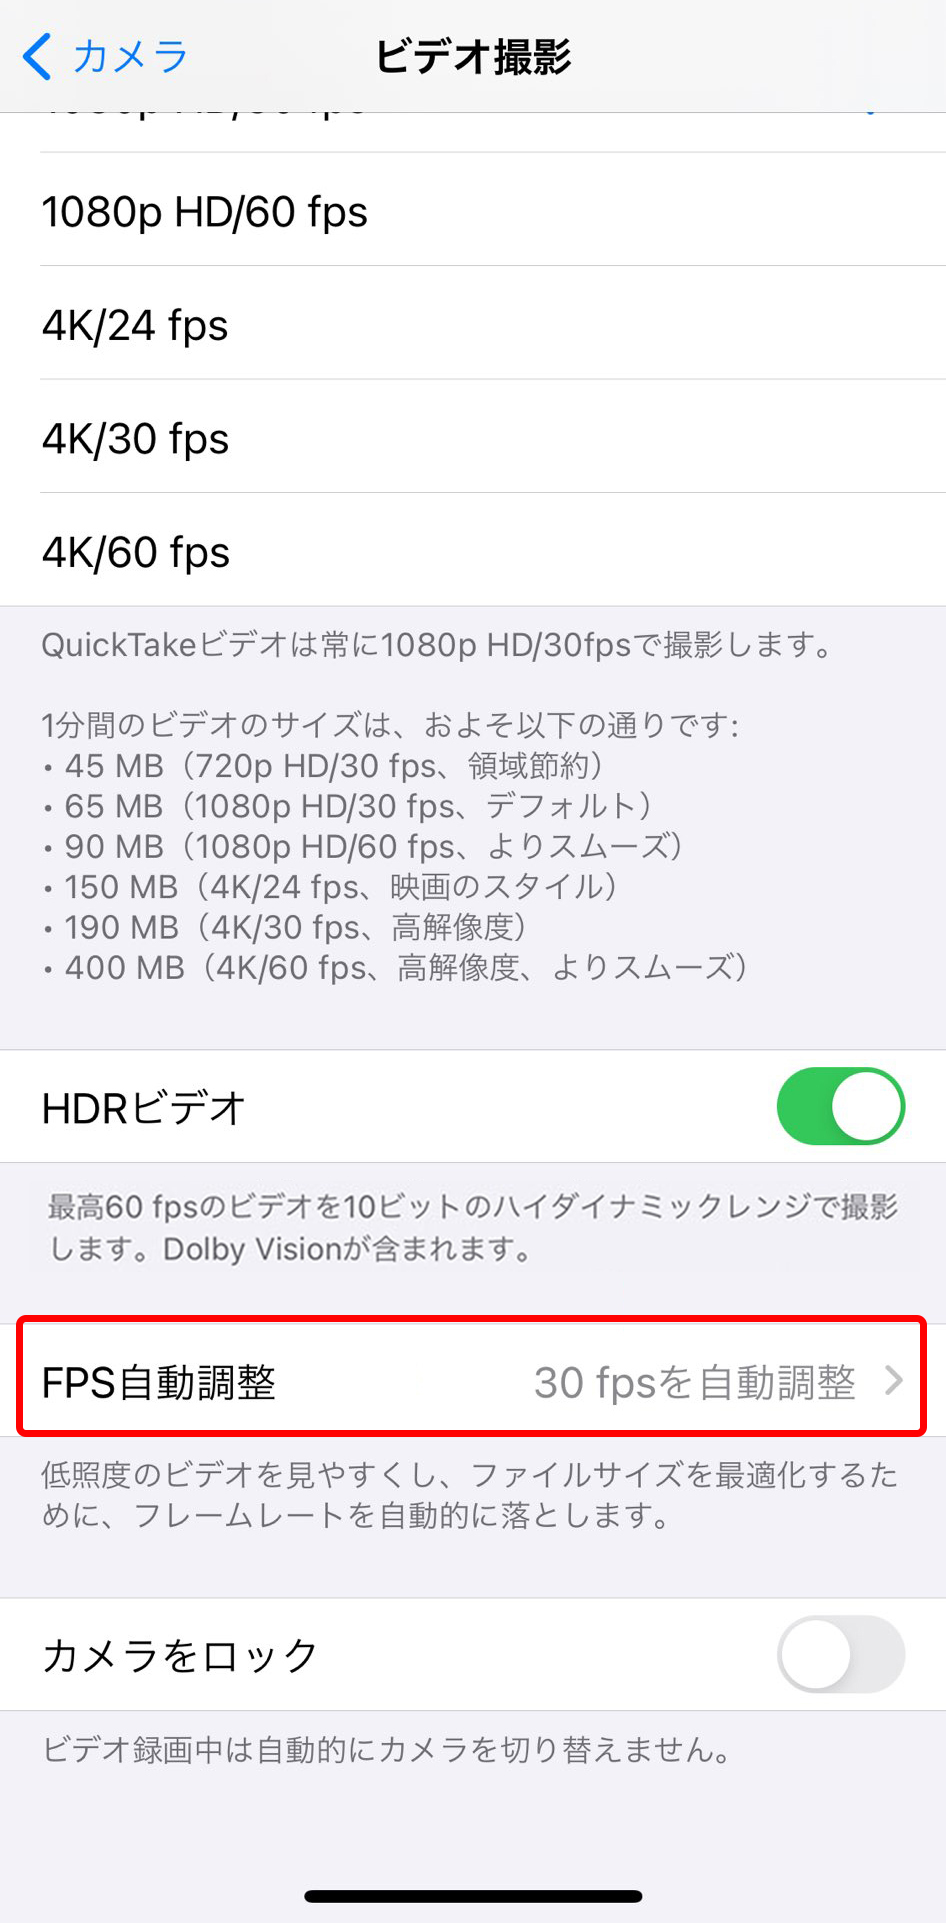 カメラ
ビデオ撮影
1080p HD/60 fps
4K/24 fps
4K/30 fps
4K/60 fps
QuickTakeビデオは常に1080p HD/30fpsで撮影します。
1分間のビデオのサイズは、およそ以下の通りです:
• 45 MB（720p HD/30 fps、領域節約）
• 65 MB（1080p HD/30 fps、デフォルト）
• 90 MB（1080p HD/60 fps、よりスムーズ）
• 150 MB（4K/24 fps、映画のスタイル）
• 190 MB（4K/30 fps、高解像度）
• 400 MB（4K/60 fps、高解像度、よりスムーズ）
HDRビデオ
最高60 fpsのビデオを10ビットのハイダイナミックレンジで撮影
します。Dolby Visionが含まれます。
FPS自動調整
30 fpsを自動調整
低照度のビデオを見やすくし、ファイルサイズを最適化するた
めに、フレームレートを自動的に落とします。
カメラをロック
ビデオ録画中は自動的にカメラを切り替えません。